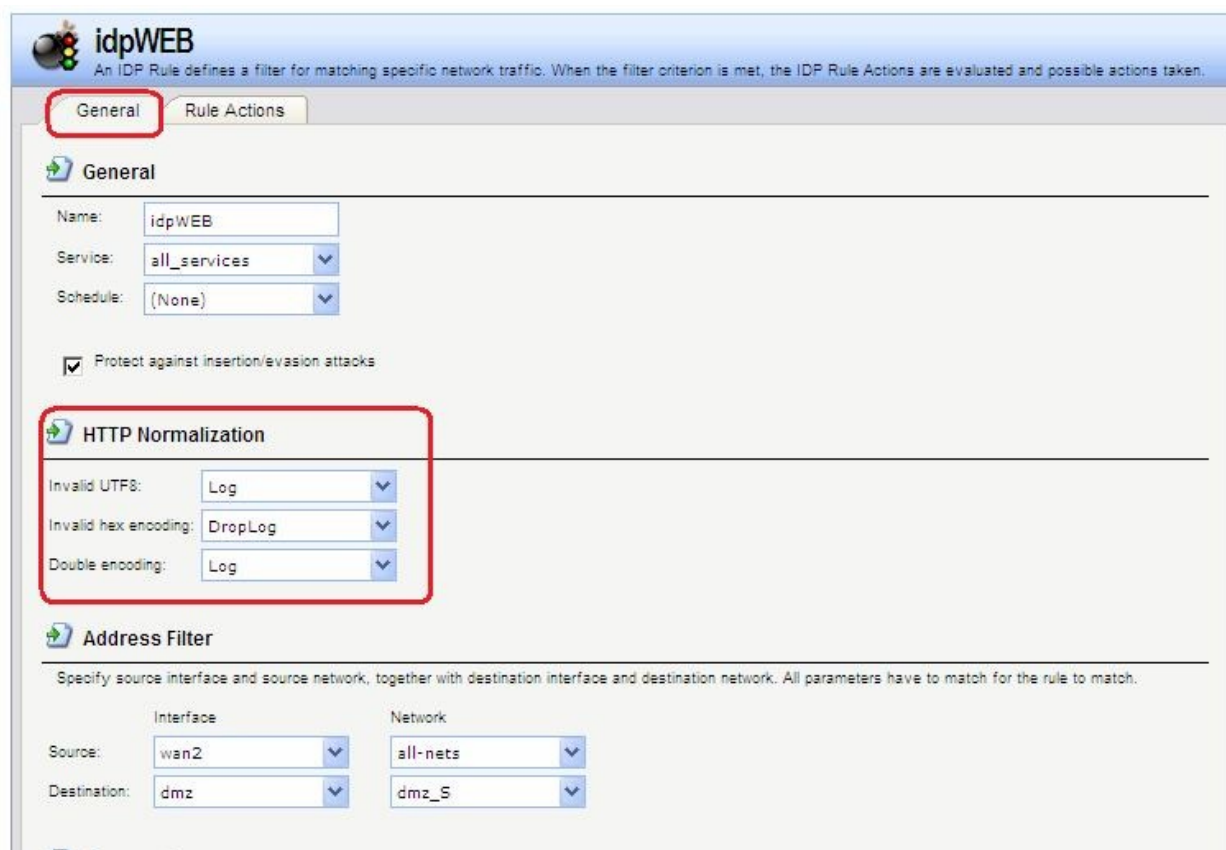 idpWEB
An IDP Rule defines a filter for matching specific network traffic. When the filter criterion is met, the IDP Rule Actions are evaluated and possible actions taken.
General Rule Actions
General
Name: idpWEB
Service: all_services
Schedule: (None)
Protect against insertion/evasion attacks
HTTP Normalization
Invalid UTF8: Log
Invalid hex encoding: DropLog
Double encoding: Log
Address Filter
Specify source interface and source network, together with destination interface and destination network. All parameters have to match for the rule to match.
Interface Network
Source: wan2 all-nets
Destination: dmz dmz_S